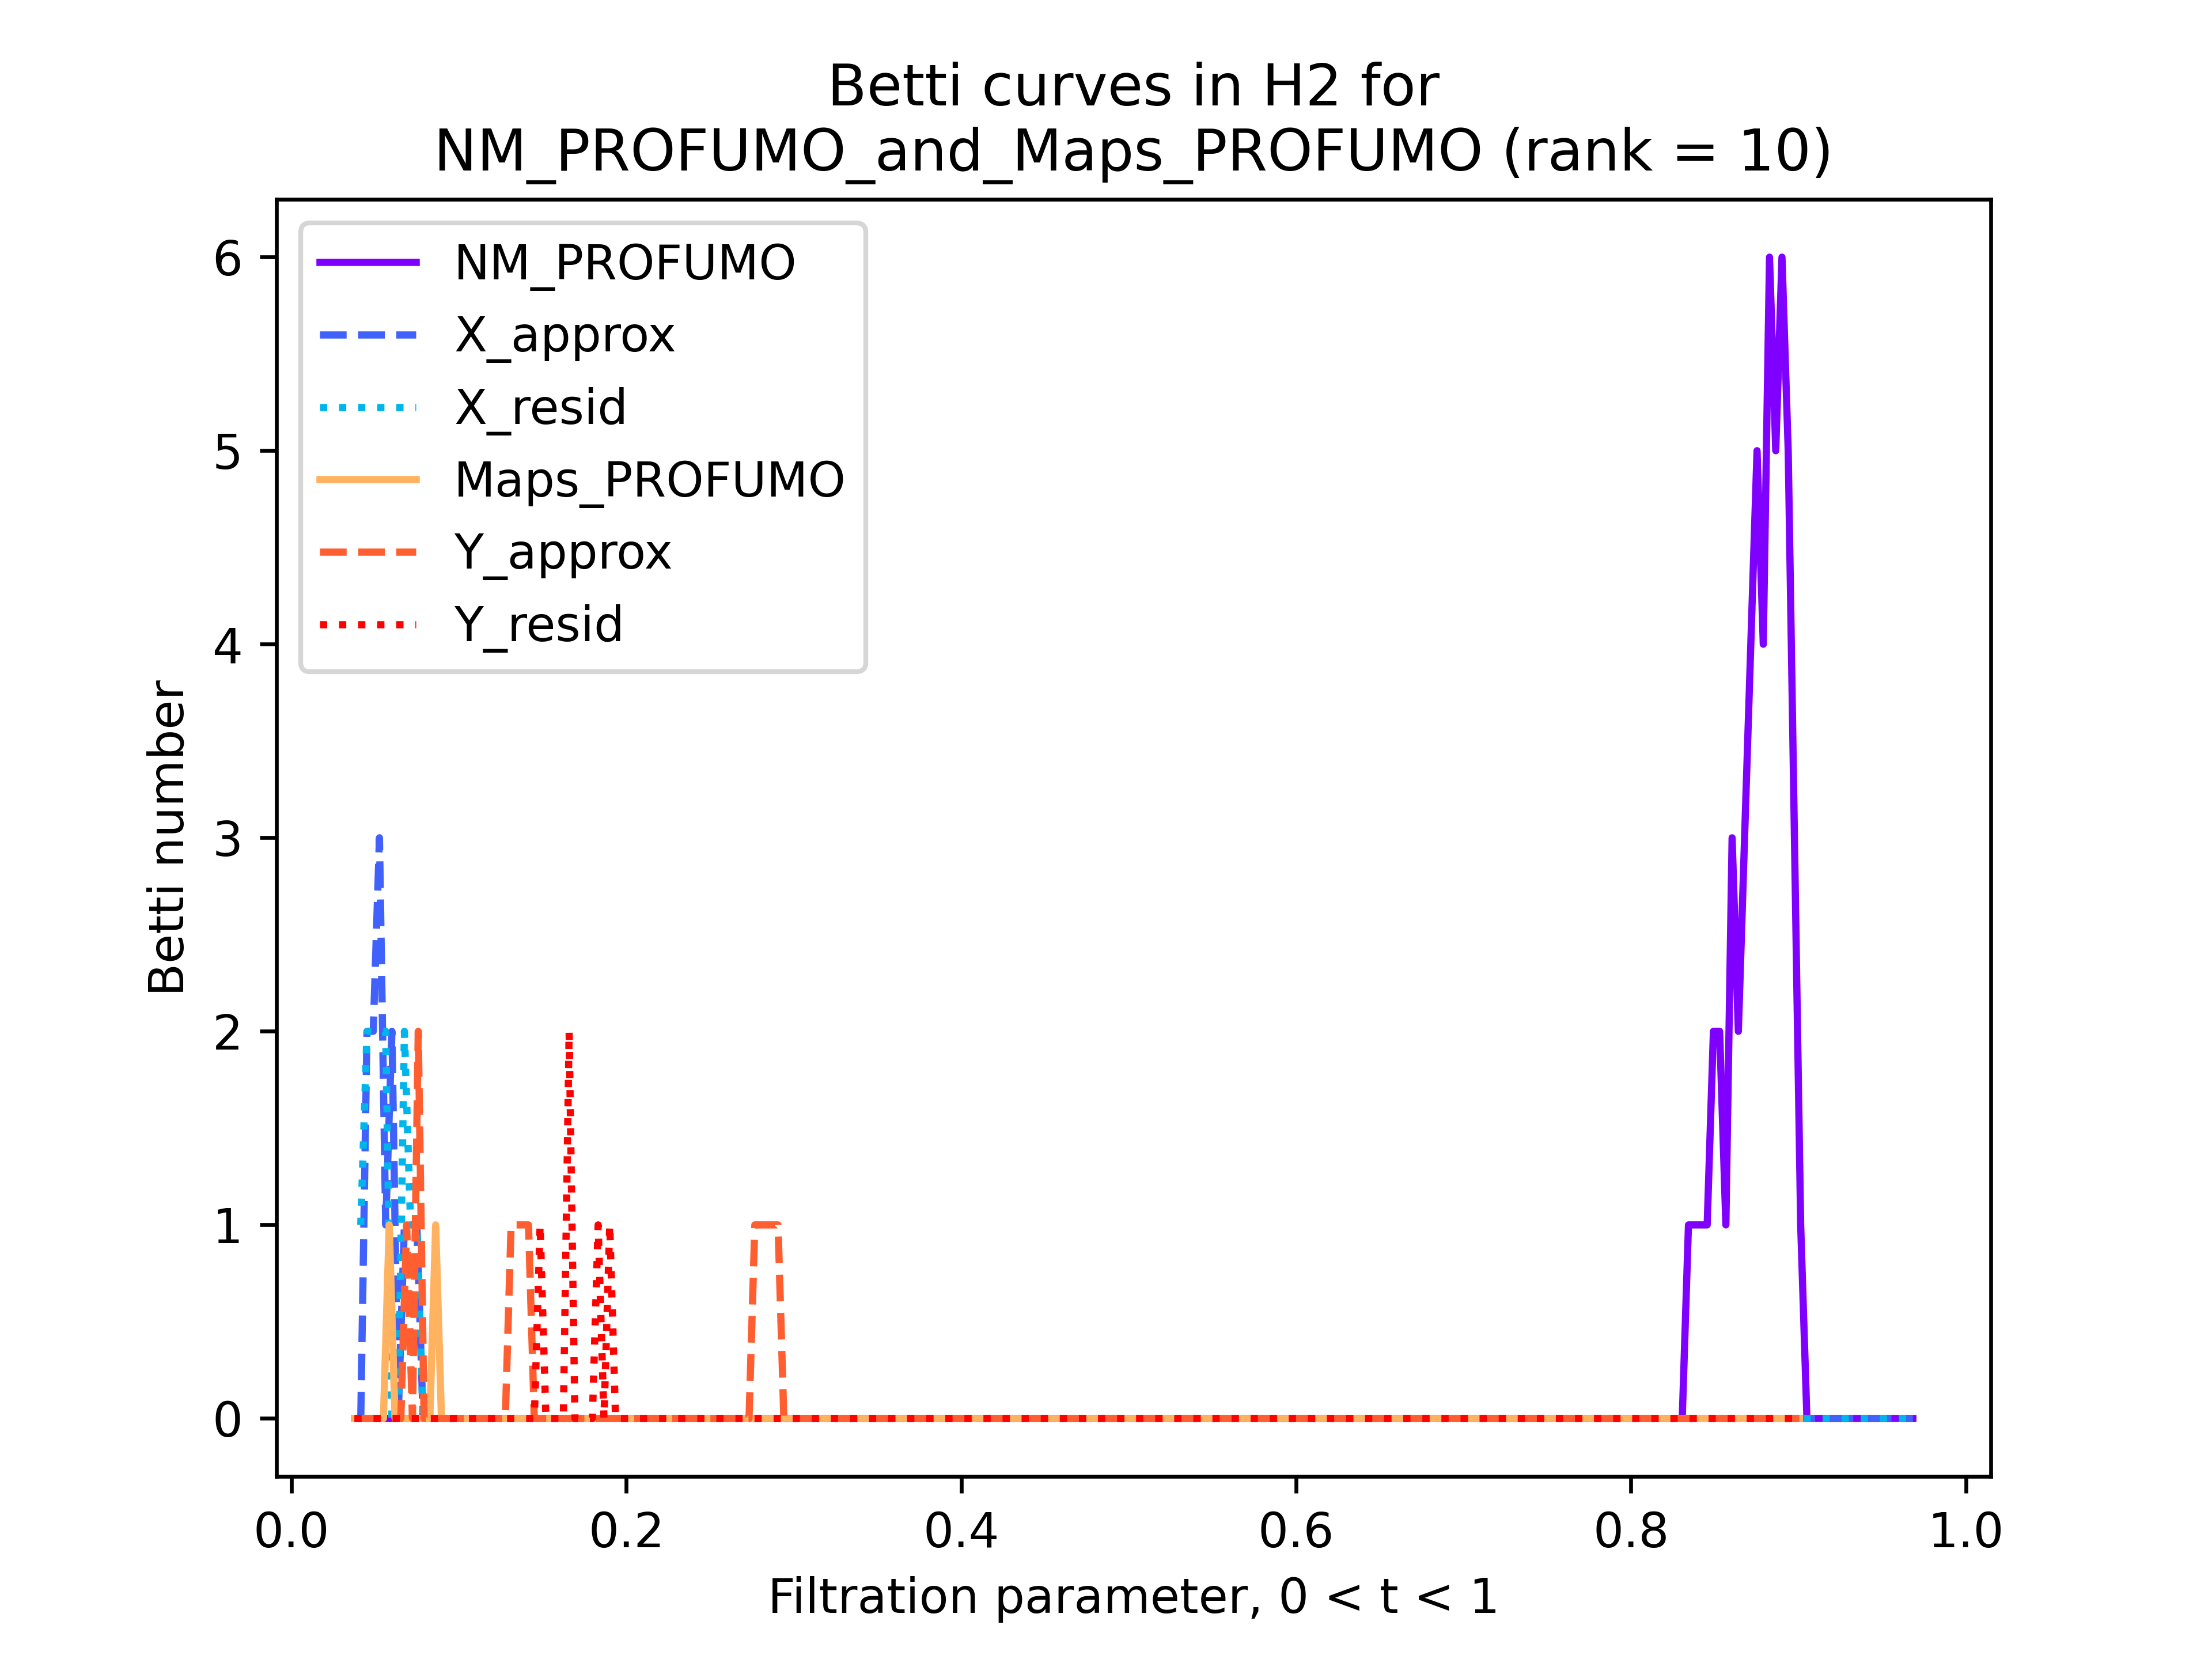 Betti curves in H2 for
NM_PROFUMO_and_Maps_PROFUMO (rank = 10)
NM_PROFUMO
X_approx
X_resid
Maps_PROFUMO
Y_approx
Y_resid
Betti number
6
5
4
3
2
1
0
0.0 0.2 0.4 0.6 0.8 1.0
Filtration parameter, 0 < t < 1